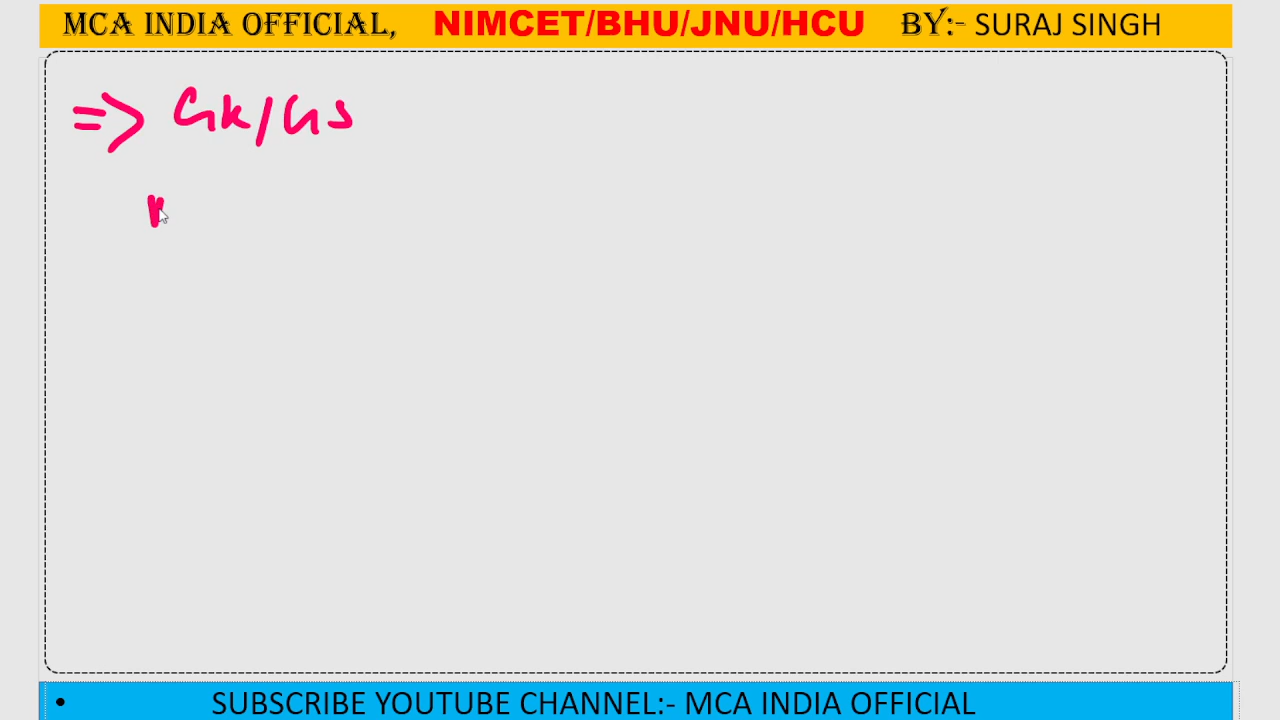 MCA INDIA OFFICIAL, NIMCET/BHU/JNU/HCU BY:- SURAJ SINGH
=> GK/GS
• SUBSCRIBE YOUTUBE CHANNEL:- MCA INDIA OFFICIAL